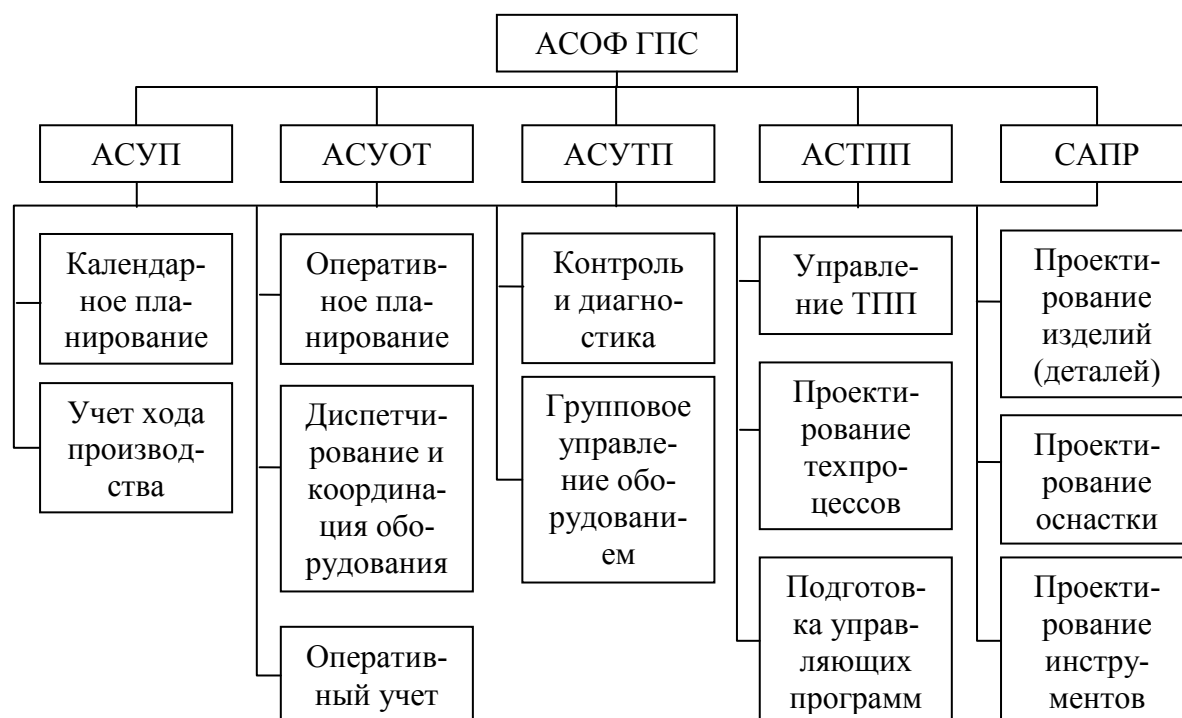 АСОФ ГПС
АСУП
АСУОТ
АСУТП
АСТПП
САПР
Календар-
ное пла-
нирование
Учет хода
производ-
ства
Оператив-
ное пла-
нирование
Диспетчи-
рование и
координа-
ция обо-
рудования
Оператив-
ный учет
Контроль
и диагно-
стика
Групповое
управле-
ние обо-
рудовани-
ем
Управле-
ние ТПП
Проекти-
рование
техпро-
цессов
Подготов-
ка управ-
ляющих
программ
Проекти-
рование
изделий
(деталей)
Проекти-
рование
оснастки
Проекти-
рование
инстру-
ментов